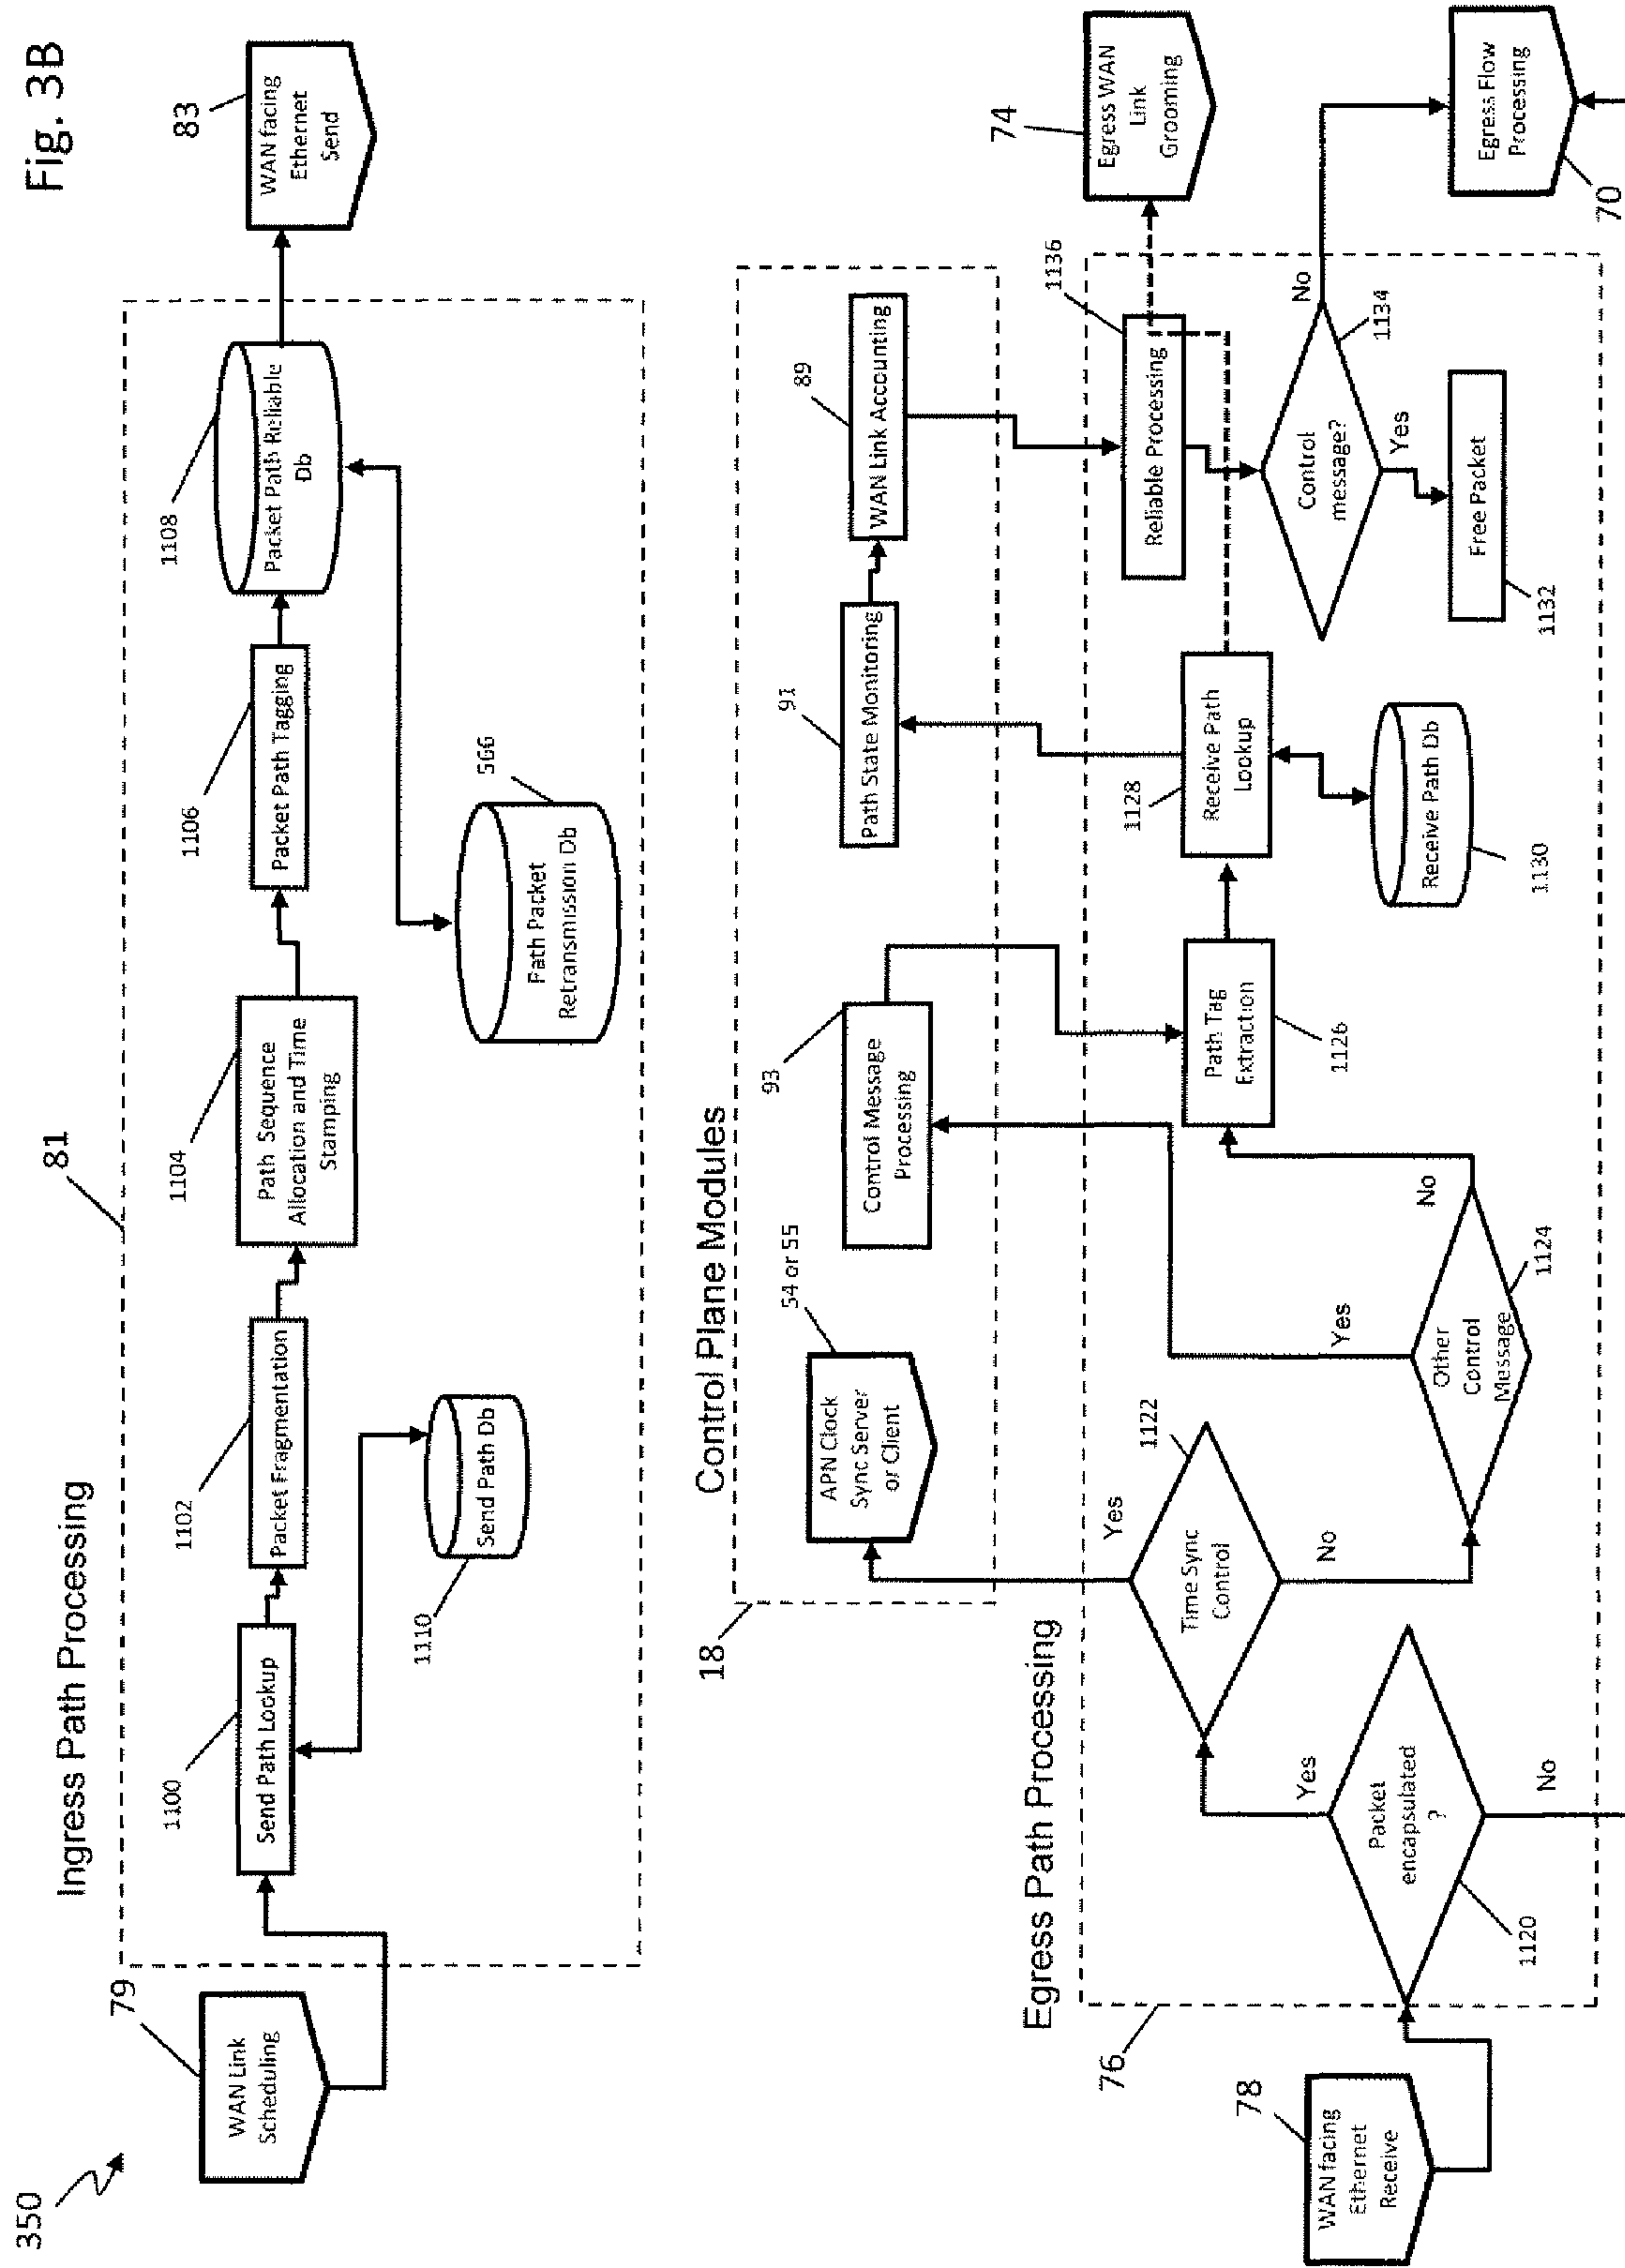 Fig. 3B
350
Ingress Path Processing
81
79
WAN Link
Scheduling
1100
Send Path Lookup
1110
Send Path Db
1102
Packet Fragmentation
1104
Path Sequence
Allocation and Time
Stamping
1106
Packet Path Tagging
1108
Packet Path Reliable
Db
566
Path Packet
Retransmission Db
83
WAN facing
Ethernet
Send
Control Plane Modules
18
54 or 55
APN Clock
Sync Server
or Client
93
Control Message
Processing
91
Path State Monitoring
89
WAN Link Accounting
74
Egress WAN
Link
Grooming
Egress Path Processing
76
78
WAN facing
Ethernet
Receive
Packet
encapsulated
?
1120
Yes
No
1122
Time Sync
Control
Yes
No
Other
Control
Message
1124
Yes
No
Path Tag
Extraction
1126
1128
Receive Path
Lookup
Receive Path Db
1130
1136
Reliable Processing
Control
message?
1134
No
Yes
Free Packet
1132
Egress Flow
Processing
70